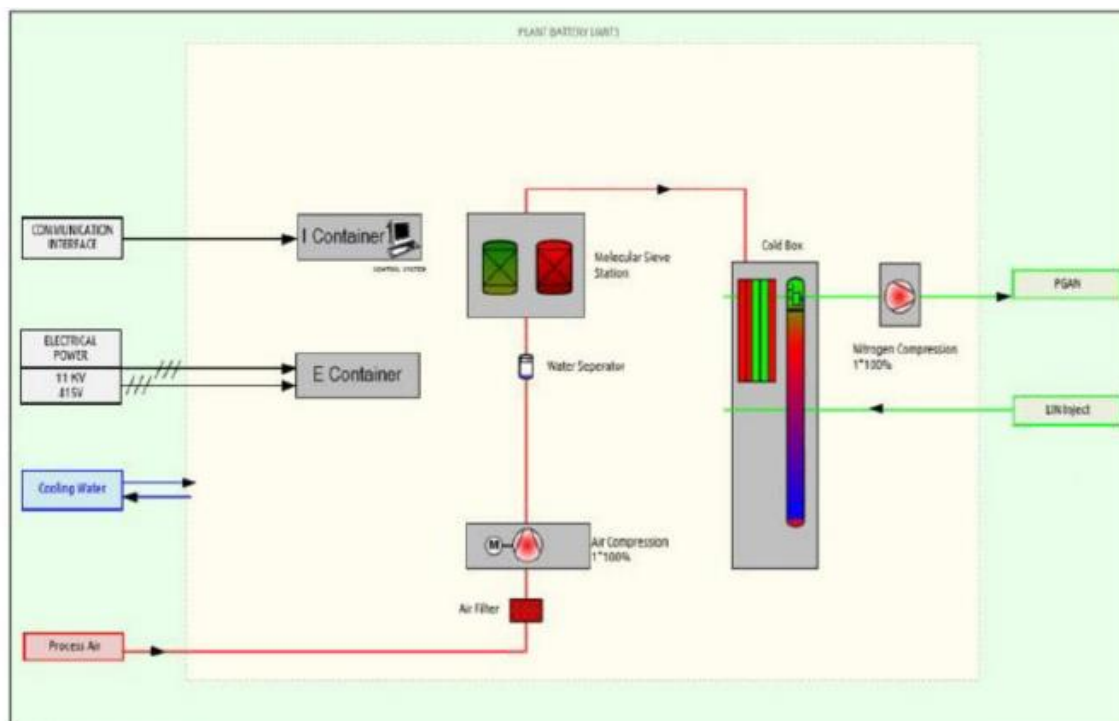 PLANT BATTERY LIMITS
COMMUNICATION
INTERFACE
I Container
CONTROL SYSTEM
Molecular Sieve
Station
Cold Box
PGAN
ELECTRICAL
POWER
11 KV
415V
E Container
Water Seperator
Nitrogen Compression
1*100%
LIN Inject
Cooling Water
M
Air Compression
1*100%
Air Filter
Process Air